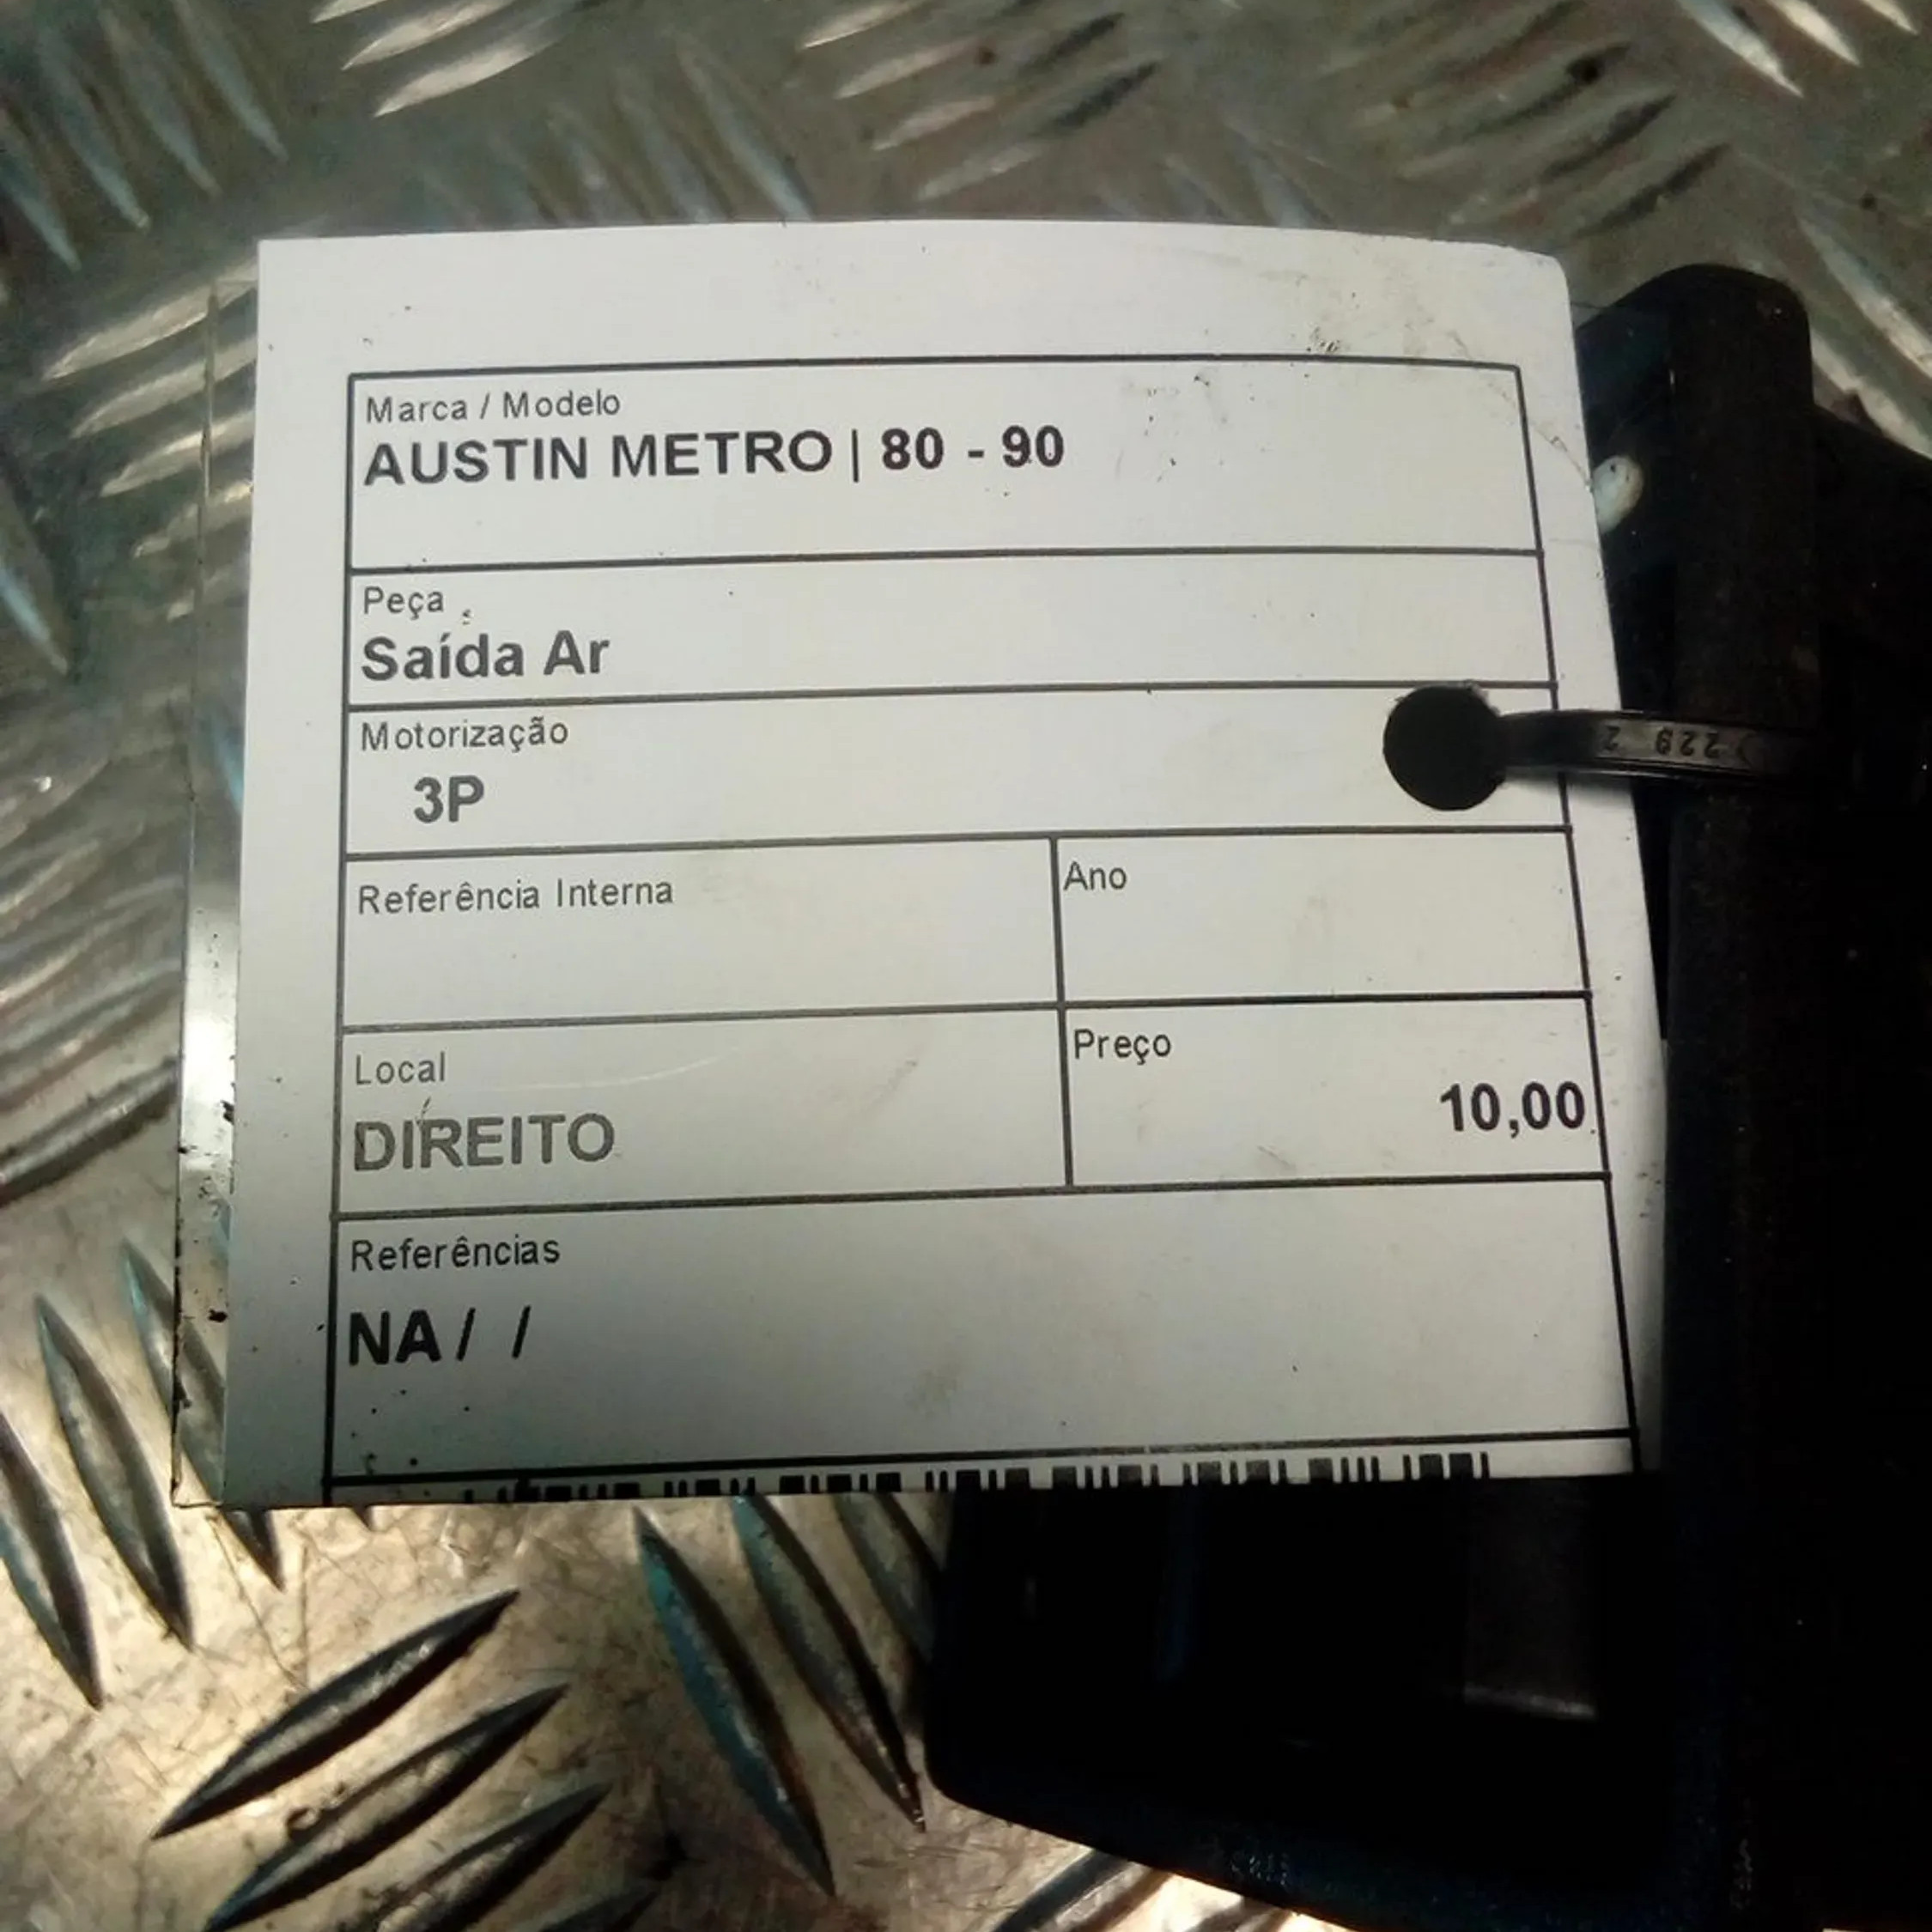 Marca / Modelo
AUSTIN METRO | 80 - 90
Peça
Saída Ar
Motorização
3P
Referência Interna
Ano
Local
DIREITO
Preço
10,00
Referências
NA / /